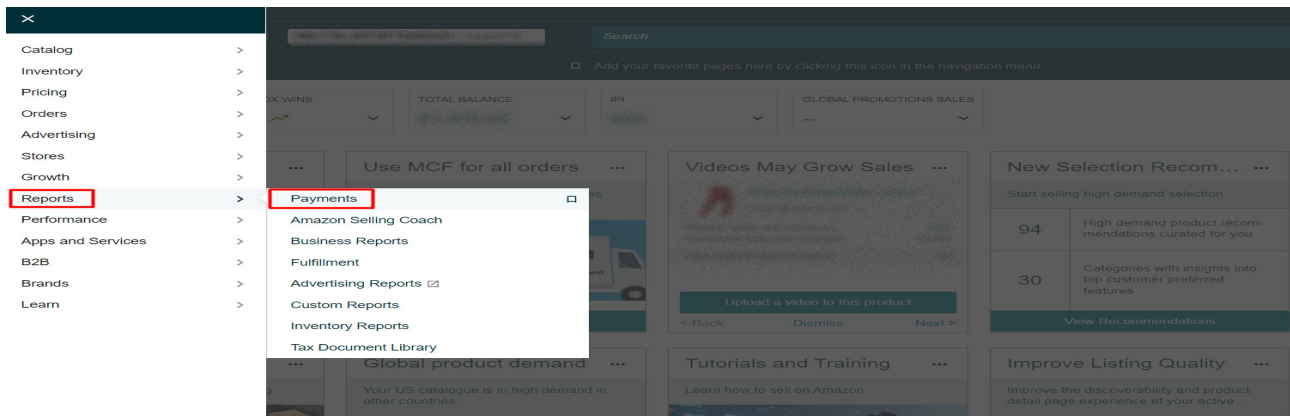 ×
Catalog >
Inventory >
Pricing >
Orders >
Advertising >
Stores >
Growth >
Reports >
Performance >
Apps and Services >
B2B >
Brands >
Learn >
Payments
Amazon Selling Coach
Business Reports
Fulfillment
Advertising Reports
Custom Reports
Inventory Reports
Tax Document Library
Search
Add your favorite pages here by clicking this icon in the navigation menu
WINS
TOTAL BALANCE
IPI
GLOBAL PROMOTIONS SALES
--
Use MCF for all orders ...
Videos May Grow Sales ...
Upload a video to this product
< Back Dismiss Next >
New Selection Recom... ...
Start selling high demand selection
94
High demand product recom-
mendations curated for you
30
Categories with insights into
top customer preferred
features
View Recommendations
Global product demand ...
Your US catalogue is in high demand in
other countries
Tutorials and Training ...
Learn how to sell on Amazon
Improve Listing Quality ...
Improve the discoverability and product
detail page experience of your active